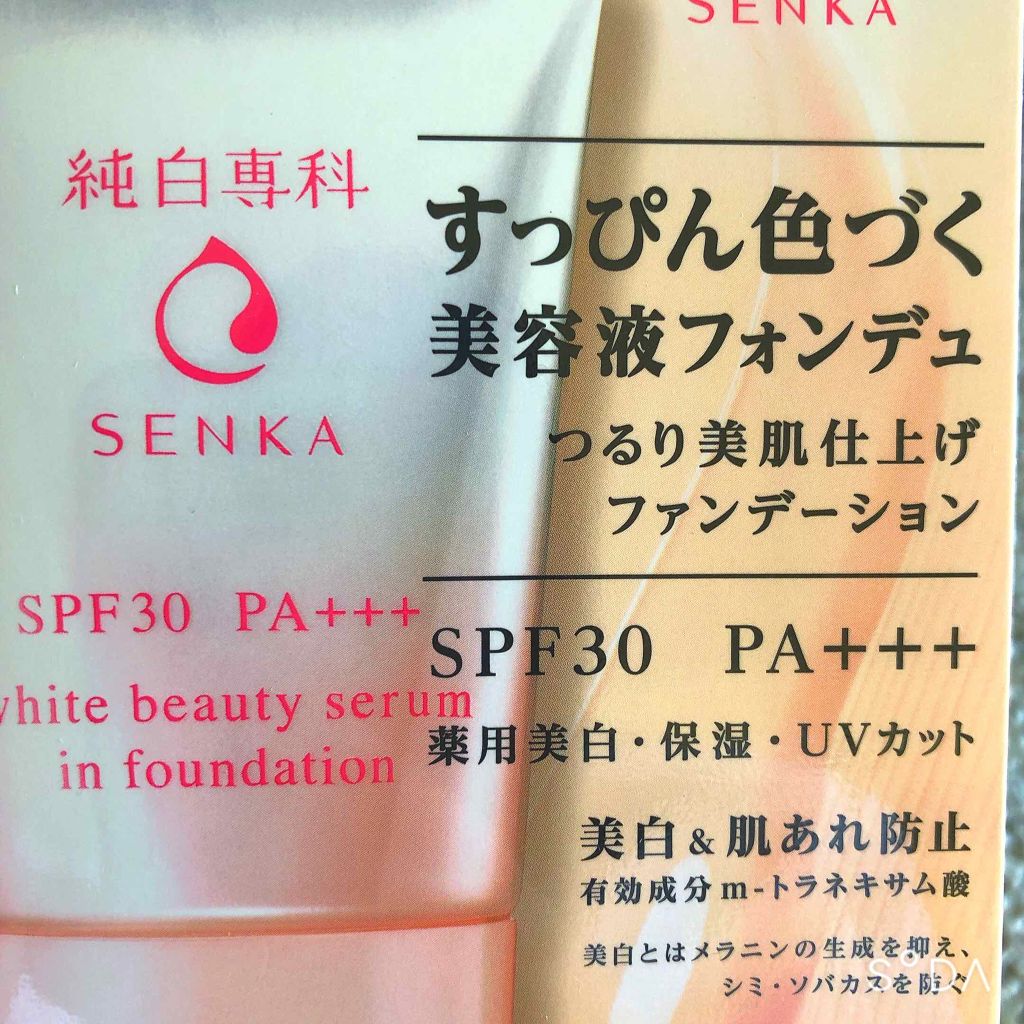 SENKA
純白専科
SENKA
SPF30 PA+++
white beauty serum
in foundation
すっぴん色づく
美容液フォンデュ
つるり美肌仕上げ
ファンデーション
SPF30 PA+++
薬用美白・保湿・UVカット
美白&肌あれ防止
有効成分m-トラネキサム酸
美白とはメラニンの生成を抑え、
シミ・ソバカスを防ぐ
SODA